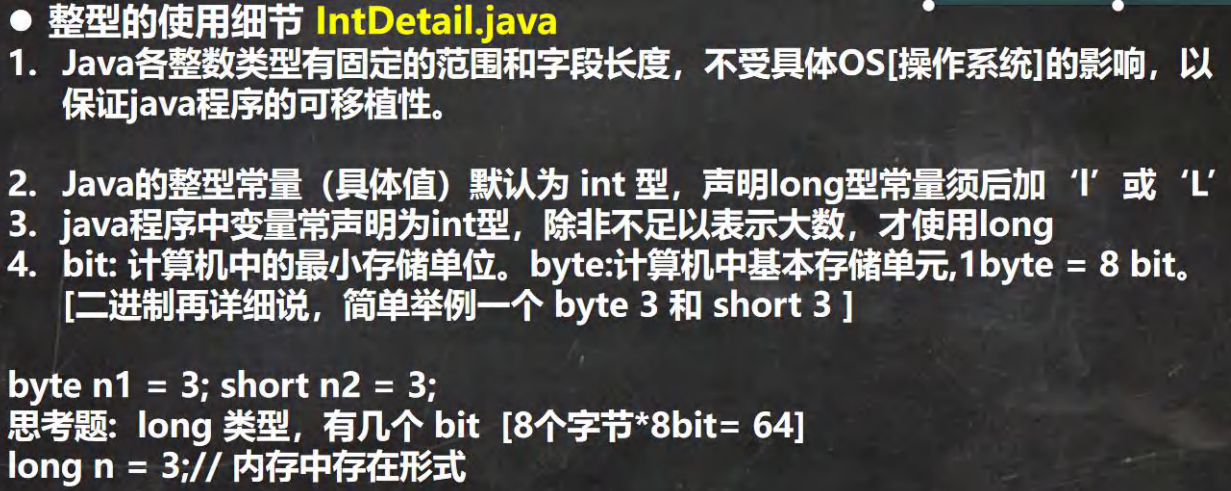 ● 整型的使用细节 IntDetail.java
1. Java各整数类型有固定的范围和字段长度，不受具体OS[操作系统]的影响，以
保证java程序的可移植性。
2. Java的整型常量（具体值）默认为 int 型，声明long型常量须后加‘l’或‘L’
3. java程序中变量常声明为int型，除非不足以表示大数，才使用long
4. bit: 计算机中的最小存储单位。byte:计算机中基本存储单元,1byte = 8 bit。
[二进制再详细说，简单举例一个 byte 3 和 short 3 ]
byte n1 = 3; short n2 = 3;
思考题: long 类型，有几个 bit [8个字节*8bit= 64]
long n = 3;// 内存中存在形式